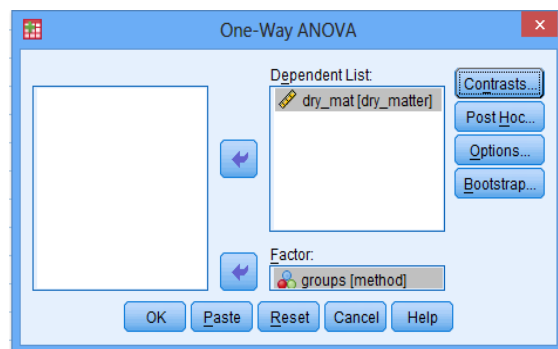 One-Way ANOVA
Dependent List:
dry_mat [dry_matter]
Factor:
groups [method]
Contrasts...
Post Hoc...
Options...
Bootstrap...
OK Paste Reset Cancel Help